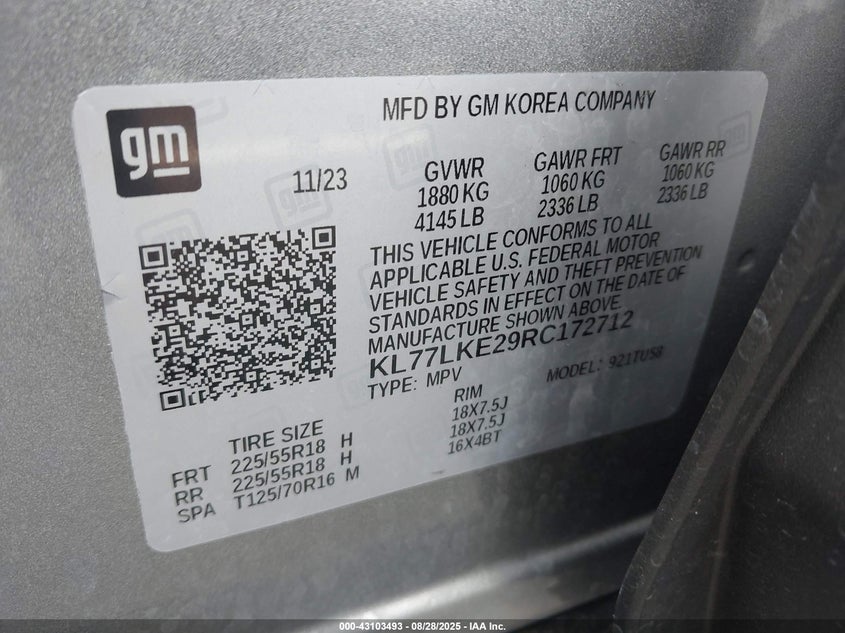 gm
MFD BY GM KOREA COMPANY
11/23
GVWR
1880 KG
4145 LB
GAWR FRT
1060 KG
2336 LB
GAWR RR
1060 KG
2336 LB
THIS VEHICLE CONFORMS TO ALL
APPLICABLE U.S. FEDERAL MOTOR
VEHICLE SAFETY AND THEFT PREVENTION
STANDARDS IN EFFECT ON THE DATE OF
MANUFACTURE SHOWN ABOVE.
KL77LKE29RC172712
TYPE: MPV MODEL: 921TUS8
TIRE SIZE RIM
FRT 225/55R18 H 18X7.5J
RR 225/55R18 H 18X7.5J
SPA T125/70R16 M 16X4BT
000-43103493 - 08/28/2025 - IAA Inc.